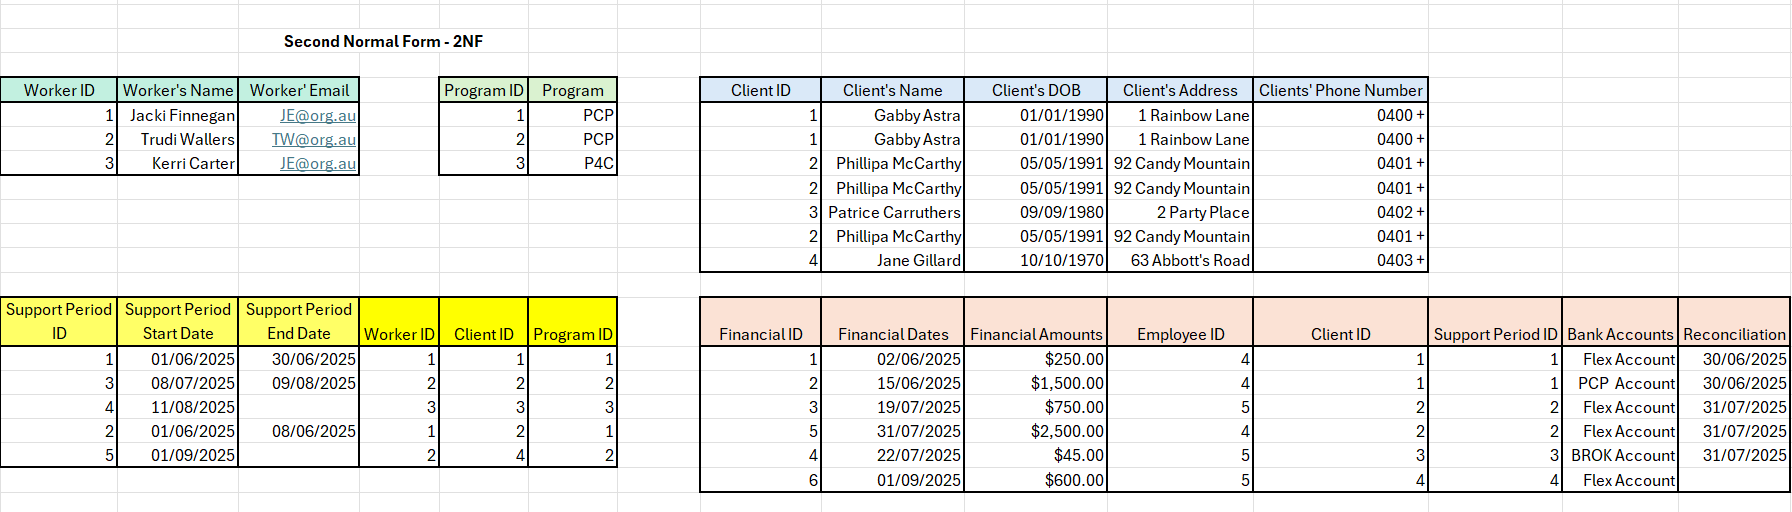 Second Normal Form - 2NF
Worker ID Worker's Name Worker' Email
1 Jacki Finnegan JE@org.au
2 Trudi Wallers TW@org.au
3 Kerri Carter JE@org.au
Program ID Program
1 PCP
2 PCP
3 P4C
Client ID Client's Name Client's DOB Client's Address Clients' Phone Number
1 Gabby Astra 01/01/1990 1 Rainbow Lane 0400 +
1 Gabby Astra 01/01/1990 1 Rainbow Lane 0400 +
2 Phillipa McCarthy 05/05/1991 92 Candy Mountain 0401 +
2 Phillipa McCarthy 05/05/1991 92 Candy Mountain 0401 +
3 Patrice Carruthers 09/09/1980 2 Party Place 0402 +
2 Phillipa McCarthy 05/05/1991 92 Candy Mountain 0401 +
4 Jane Gillard 10/10/1970 63 Abbott's Road 0403 +
Support Period Support Period Support Period
ID Start Date End Date Worker ID Client ID Program ID
1 01/06/2025 30/06/2025 1 1 1
3 08/07/2025 09/08/2025 2 2 2
4 11/08/2025 3 3 3
2 01/06/2025 08/06/2025 1 2 1
5 01/09/2025 2 4 2
Financial ID Financial Dates Financial Amounts Employee ID Client ID Support Period ID Bank Accounts Reconciliation
1 02/06/2025 $250.00 4 1 1 Flex Account 30/06/2025
2 15/06/2025 $1,500.00 4 1 1 PCP Account 30/06/2025
3 19/07/2025 $750.00 5 2 2 Flex Account 31/07/2025
5 31/07/2025 $2,500.00 4 2 2 Flex Account 31/07/2025
4 22/07/2025 $45.00 5 3 3 BROK Account 31/07/2025
6 01/09/2025 $600.00 5 4 4 Flex Account